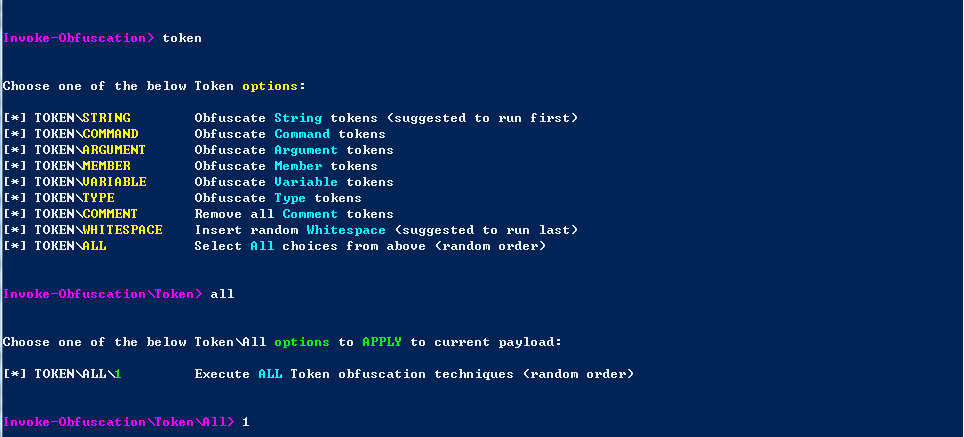 Invoke-Obfuscation> token
Choose one of the below Token options:
[*] TOKEN\STRING Obfuscate String tokens (suggested to run first)
[*] TOKEN\COMMAND Obfuscate Command tokens
[*] TOKEN\ARGUMENT Obfuscate Argument tokens
[*] TOKEN\MEMBER Obfuscate Member tokens
[*] TOKEN\VARIABLE Obfuscate Variable tokens
[*] TOKEN\TYPE Obfuscate Type tokens
[*] TOKEN\COMMENT Remove all Comment tokens
[*] TOKEN\WHITESPACE Insert random Whitespace (suggested to run last)
[*] TOKEN\ALL Select All choices from above (random order)
Invoke-Obfuscation\Token> all
Choose one of the below Token\All options to APPLY to current payload:
[*] TOKEN\ALL\1 Execute ALL Token obfuscation techniques (random order)
Invoke-Obfuscation\Token\All> 1